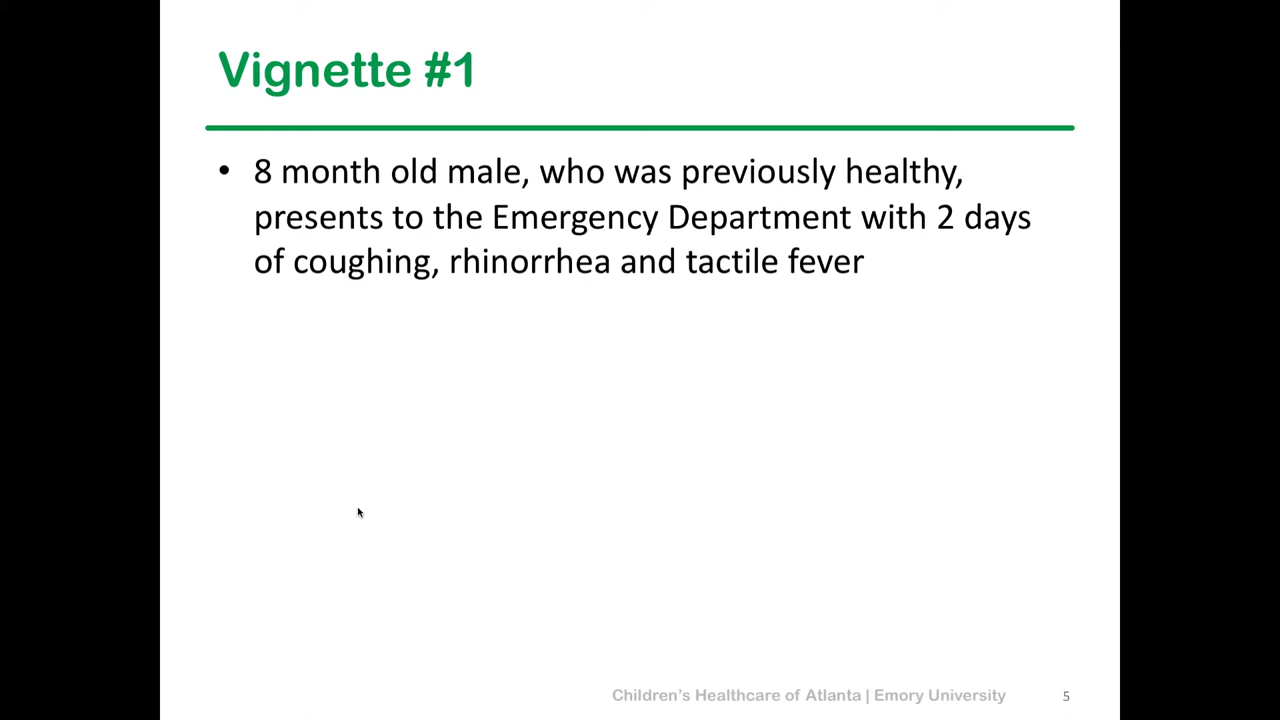 Vignette #1
• 8 month old male, who was previously healthy,
presents to the Emergency Department with 2 days
of coughing, rhinorrhea and tactile fever
Children's Healthcare of Atlanta | Emory University 5